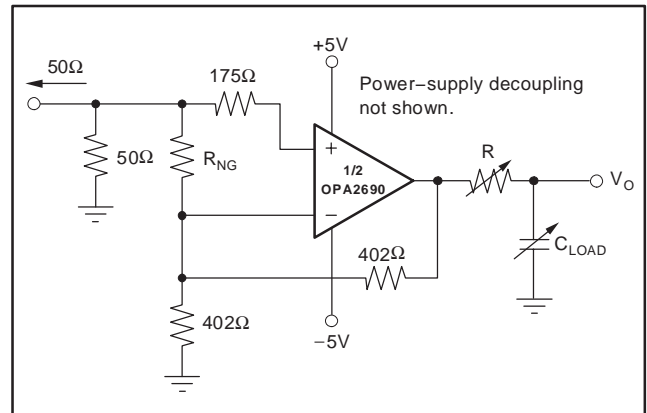 +5V
50Ω
175Ω
Power−supply decoupling
not shown.
50Ω
R_NG
+
1/2
OPA2690
−
R
V_O
C_LOAD
402Ω
402Ω
−5V